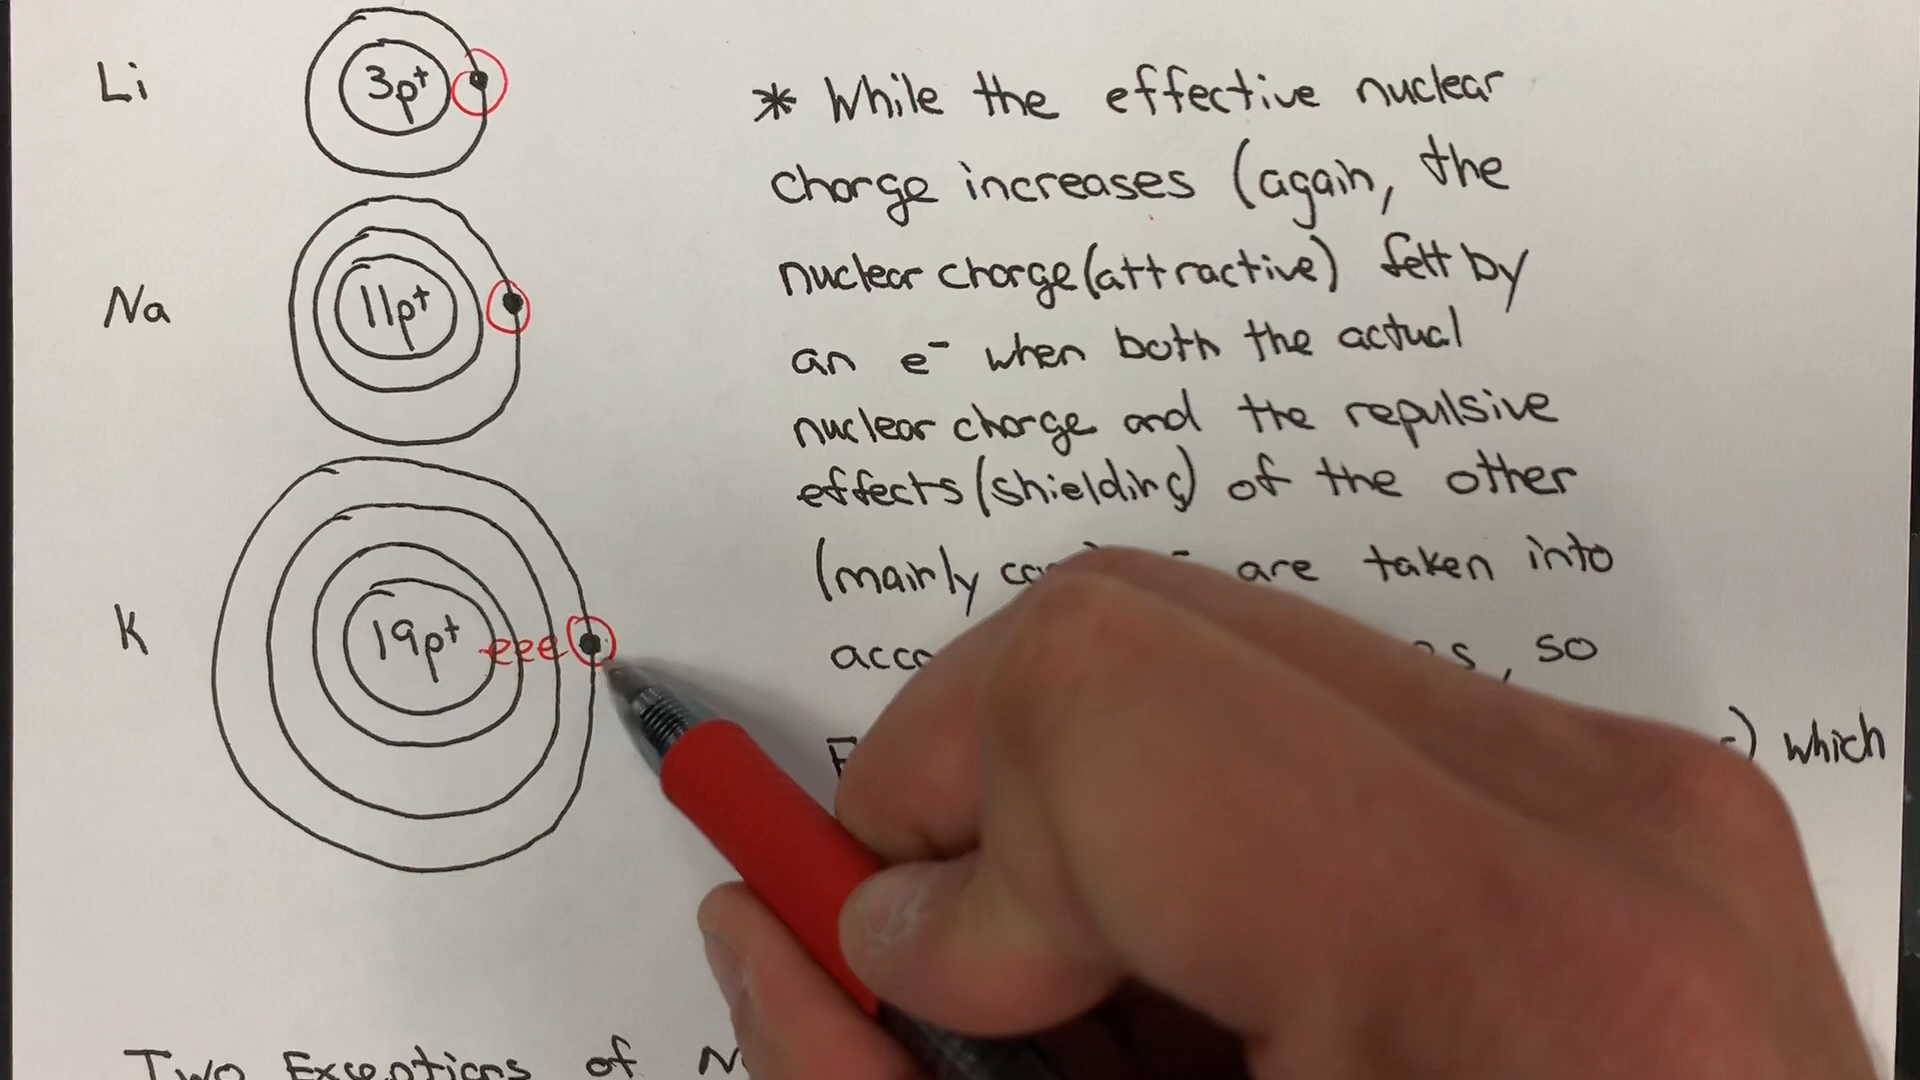 Li
3p⁺
Na
11p⁺
K
19p⁺ eee
* While the effective nuclear
charge increases (again, the
nuclear charge (attractive) felt by
an e⁻ when both the actual
nuclear charge and the repulsive
effects (shielding) of the other
(mainly are taken into
so
which
Two Exceptions of